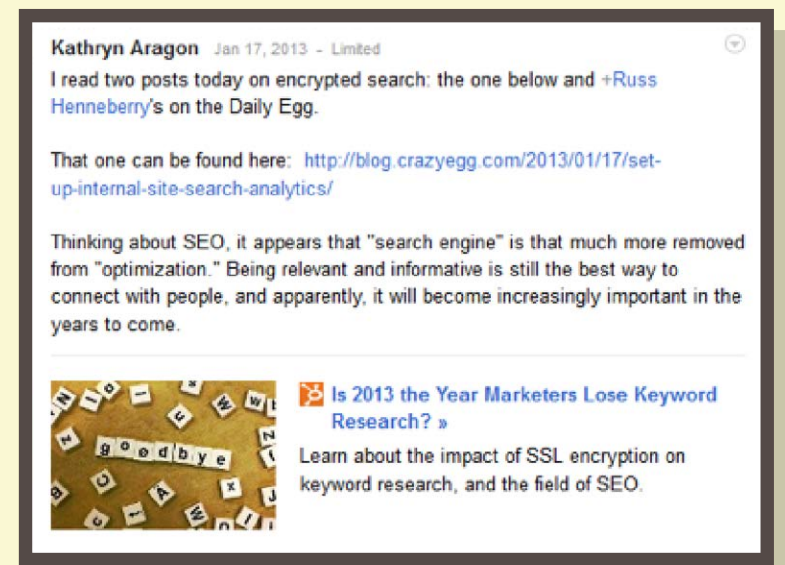 Kathryn Aragon Jan 17, 2013 - Limited
I read two posts today on encrypted search: the one below and +Russ
Henneberry's on the Daily Egg.
That one can be found here: http://blog.crazyegg.com/2013/01/17/set-
up-internal-site-search-analytics/
Thinking about SEO, it appears that "search engine" is that much more removed
from "optimization." Being relevant and informative is still the best way to
connect with people, and apparently, it will become increasingly important in the
years to come.
Is 2013 the Year Marketers Lose Keyword
Research? »
Learn about the impact of SSL encryption on
keyword research, and the field of SEO.
goodbye